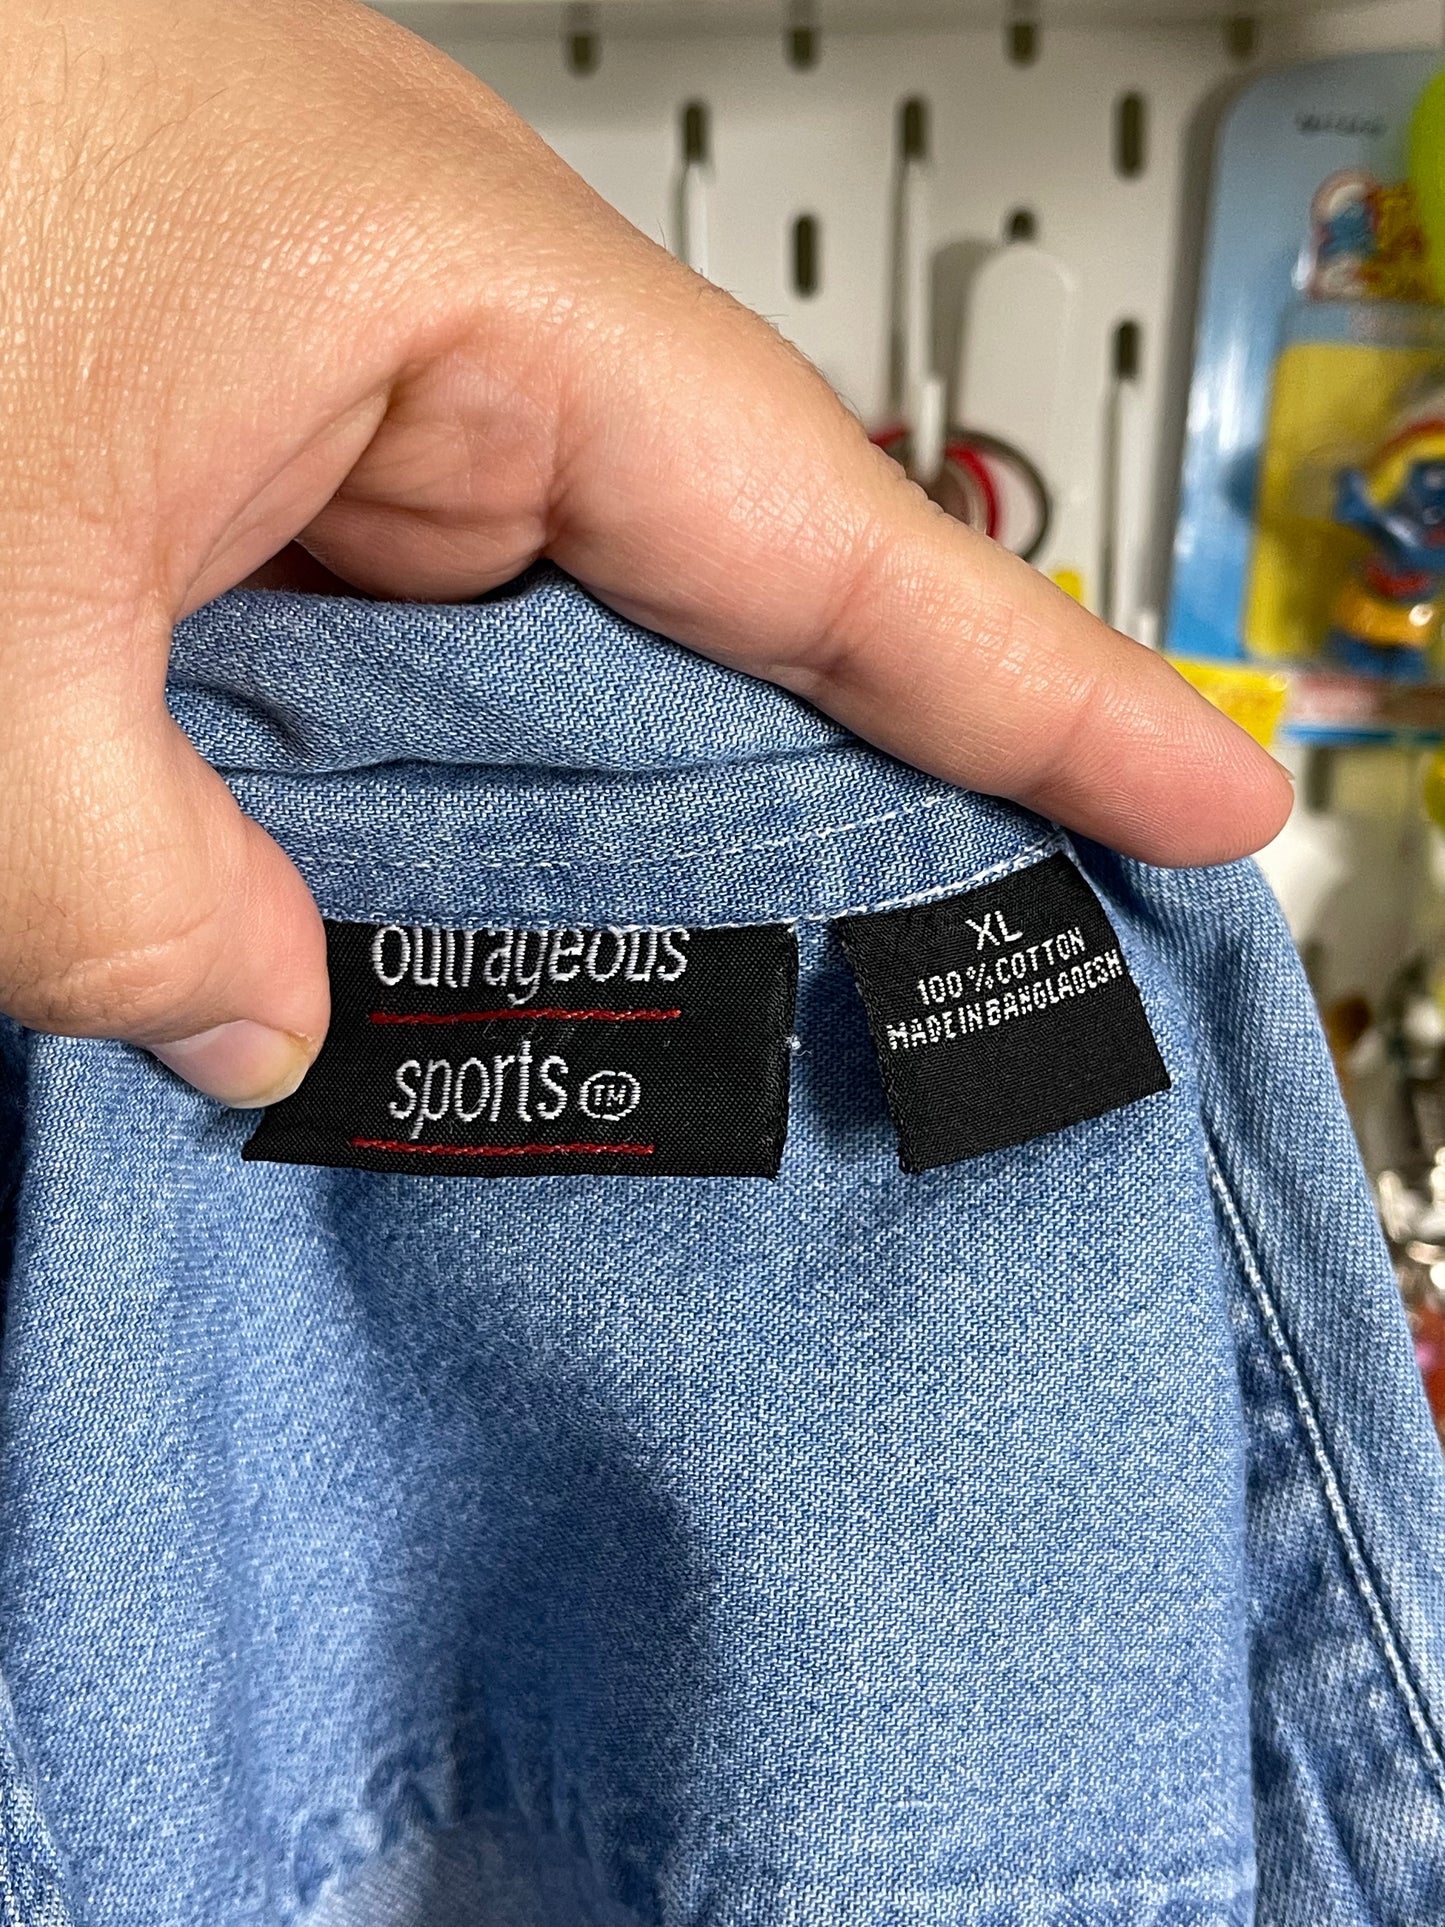 outrageous
sports TM
XL
100% COTTON
MADE IN BANGLADESH